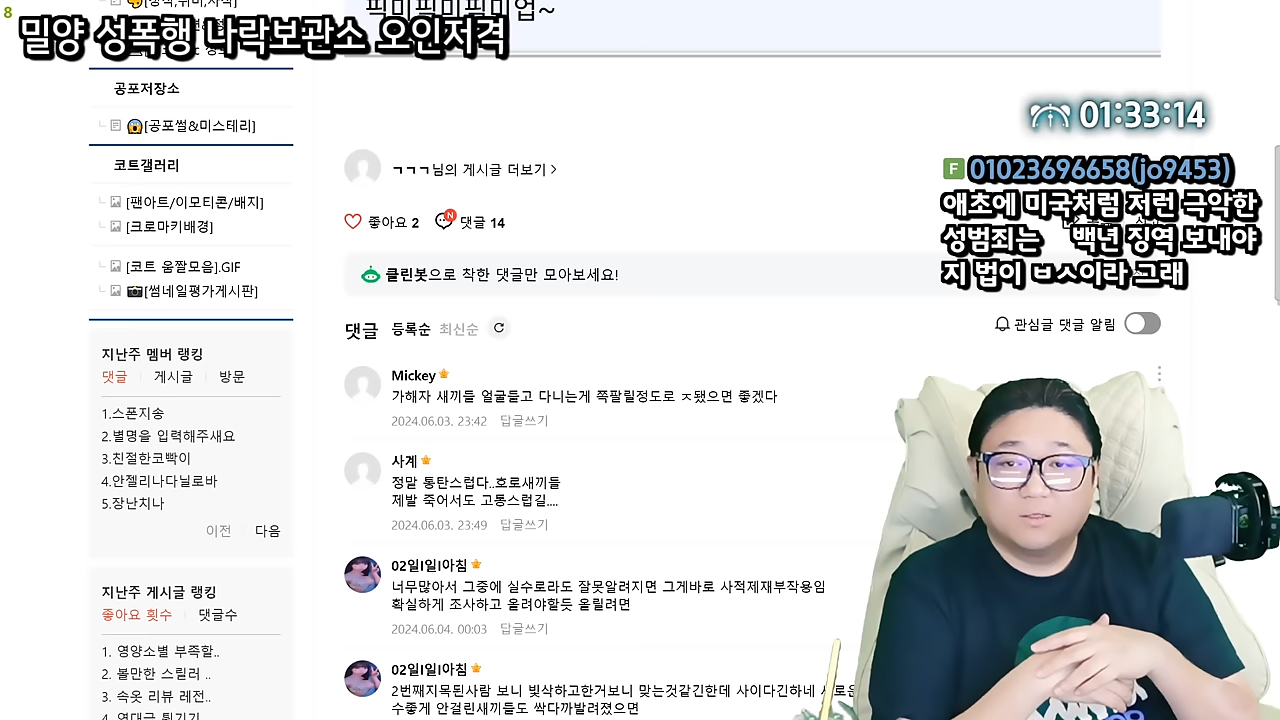 8
밀양 성폭행 나락보관소 오인저격
픽미픽미픽미업~
공포저장소
😱[공포썰&미스테리]
코트갤러리
[팬아트/이모티콘/배지]
[크로마키배경]
[코트 움짤모음].GIF
📷[썸네일평가게시판]
지난주 멤버 랭킹
댓글 게시글 방문
1.스폰지송
2.별명을 입력해주새요
3.친절한코빡이
4.안젤리나다닐로바
5.장난치나
이전 다음
지난주 게시글 랭킹
좋아요 횟수 댓글수
1. 영양소별 부족할..
2. 볼만한 스릴러 ..
3. 속옷 리뷰 레전..
ㄱㄱㄱ님의 게시글 더보기 >
좋아요 2 N 댓글 14
클린봇으로 착한 댓글만 모아보세요!
댓글 등록순 최신순
관심글 댓글 알림
Mickey
가해자 새끼들 얼굴들고 다니는게 쪽팔릴정도로 ㅈ됐으면 좋겠다
2024.06.03. 23:42 답글쓰기
사계
정말 통탄스럽다..호로새끼들
제발 죽어서도 고통스럽길....
2024.06.03. 23:49 답글쓰기
02일I일I아침
너무많아서 그중에 실수로라도 잘못알려지면 그게바로 사적제재부작용임
확실하게 조사하고 올려야할듯 올릴려면
2024.06.04. 00:03 답글쓰기
02일I일I아침
2번째지목된사람 보니 빛삭하고한거보니 맞는것같긴한데 사이다긴하네
수좋게 안걸린새끼들도 싹다까발려졌으면
01:33:14
F 01023696658(jo9453)
애초에 미국처럼 저런 극악한
성범죄는 백년 징역 보내야
지 법이 ㅂㅅ이라 그래